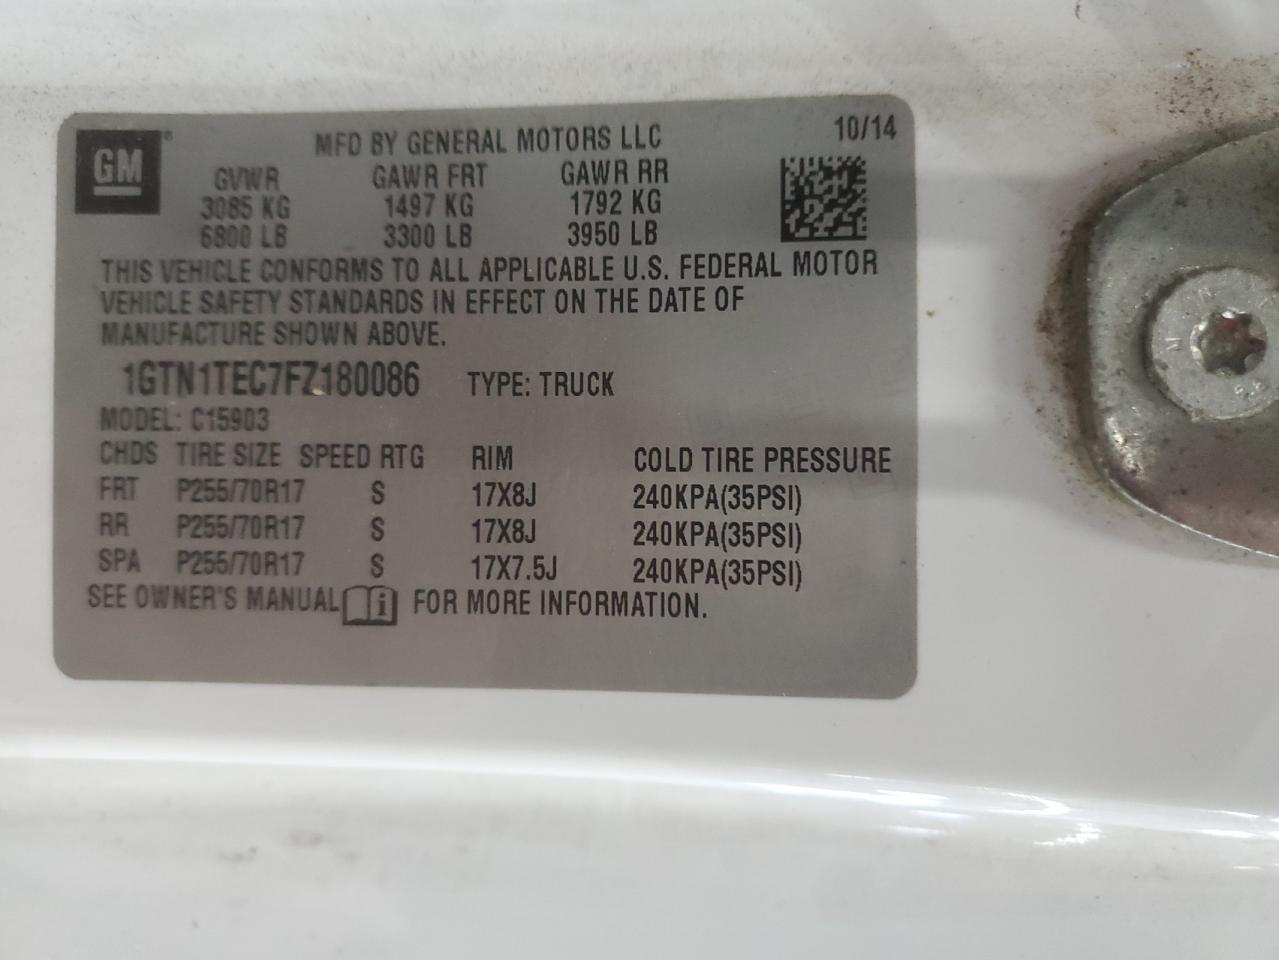 GM
MFD BY GENERAL MOTORS LLC 10/14
GVWR GAWR FRT GAWR RR
3085 KG 1497 KG 1792 KG
6800 LB 3300 LB 3950 LB
THIS VEHICLE CONFORMS TO ALL APPLICABLE U.S. FEDERAL MOTOR
VEHICLE SAFETY STANDARDS IN EFFECT ON THE DATE OF
MANUFACTURE SHOWN ABOVE.
1GTN1TEC7FZ180086 TYPE: TRUCK
MODEL: C15903
CHDS TIRE SIZE SPEED RTG RIM COLD TIRE PRESSURE
FRT P255/70R17 S 17X8J 240KPA(35PSI)
RR P255/70R17 S 17X8J 240KPA(35PSI)
SPA P255/70R17 S 17X7.5J 240KPA(35PSI)
SEE OWNER'S MANUAL i FOR MORE INFORMATION.